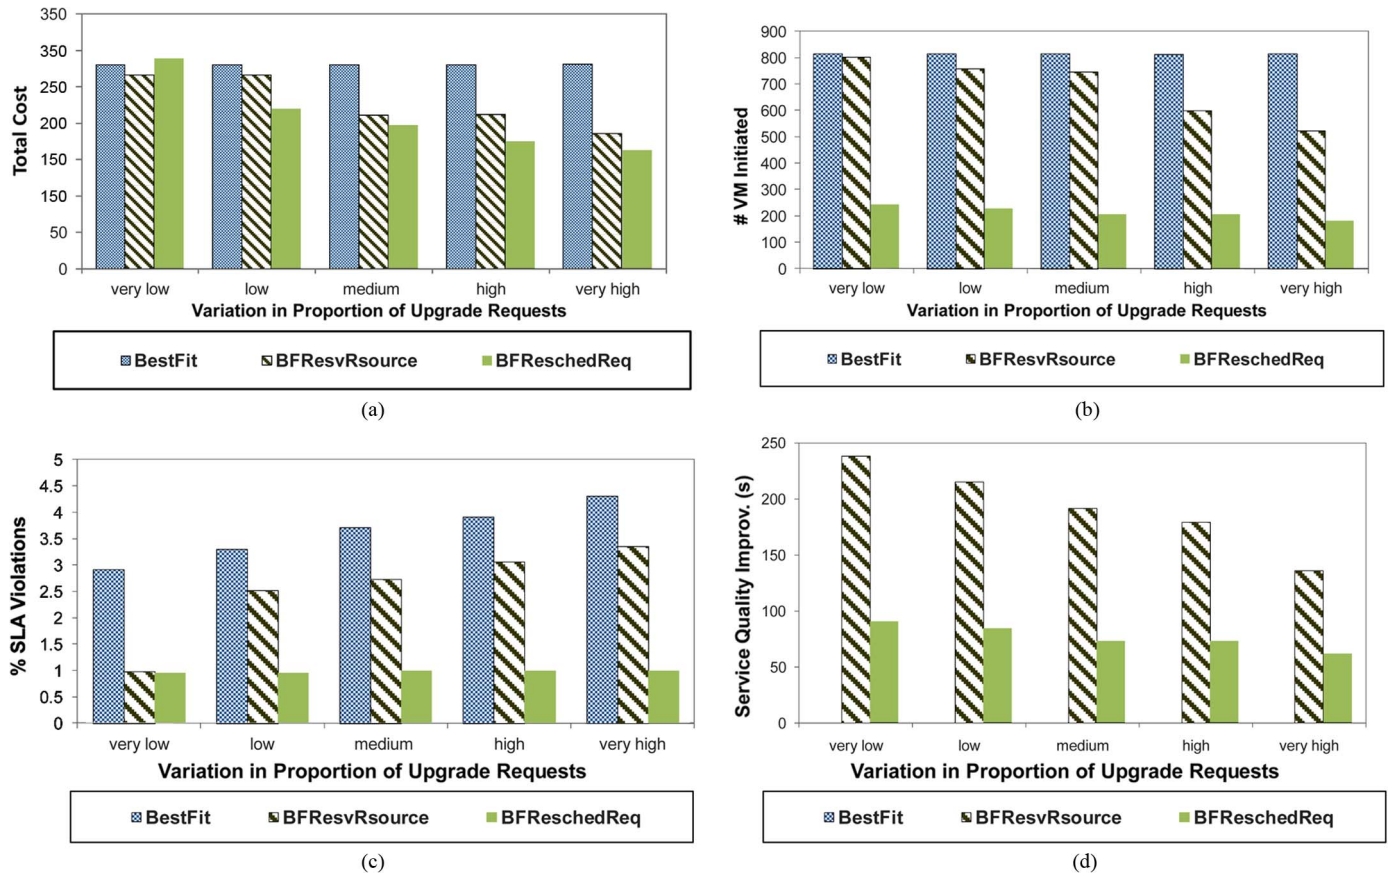 350
350
250
200
150
150
50
0
Total Cost
very low low medium high very high
Variation in Proportion of Upgrade Requests
BestFit BFResvRsource BFReschedReq
(a)
900
800
700
600
500
400
300
200
100
0
# VM Initiated
very low low medium high very high
Variation in Proportion of Upgrade Requests
BestFit BFResvRsource BFReschedReq
(b)
5
4.5
4
3.5
3
2.5
2
1.5
1
0.5
0
% SLA Violations
very low low medium high very high
Variation in Proportion of Upgrade Requests
BestFit BFResvRsource BFReschedReq
(c)
250
200
150
100
50
0
Service Quality Improv. (s)
very low low medium high very high
Variation in Proportion of Upgrade Requests
BestFit BFResvRsource BFReschedReq
(d)